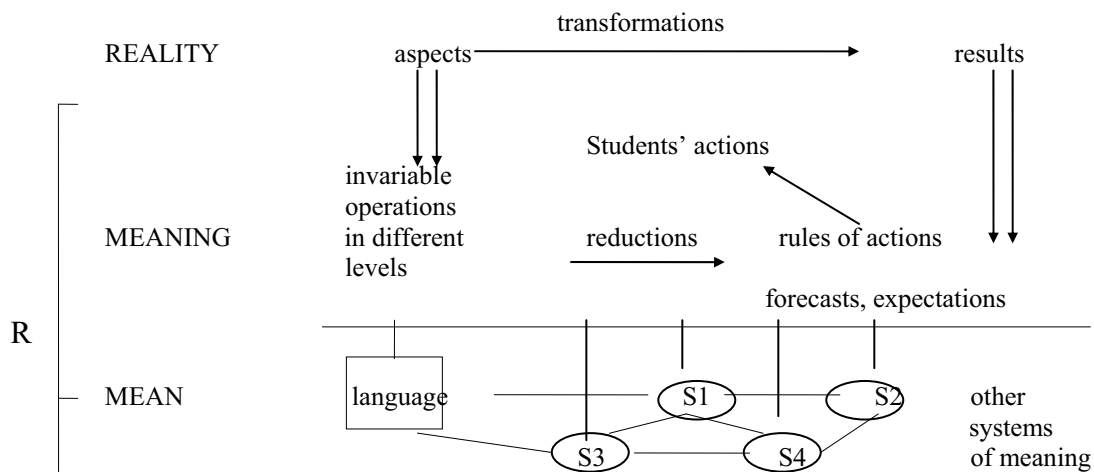 transformations
REALITY aspects results
Students’ actions
invariable
operations
in different
levels
MEANING reductions rules of actions
forecasts, expectations
R
MEAN language S1 S2 other
systems
of meaning
S3 S4